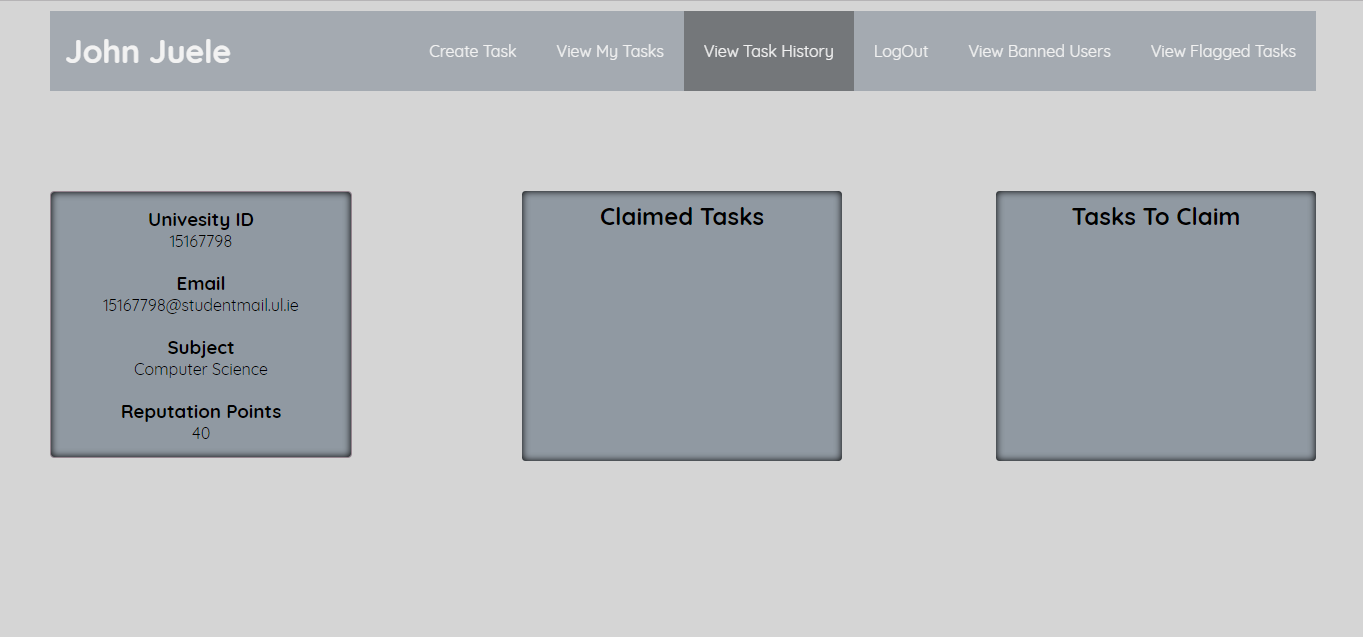 John Juele
Create Task
View My Tasks
View Task History
LogOut
View Banned Users
View Flagged Tasks
Univesity ID
15167798
Email
15167798@studentmail.ul.ie
Subject
Computer Science
Reputation Points
40
Claimed Tasks
Tasks To Claim